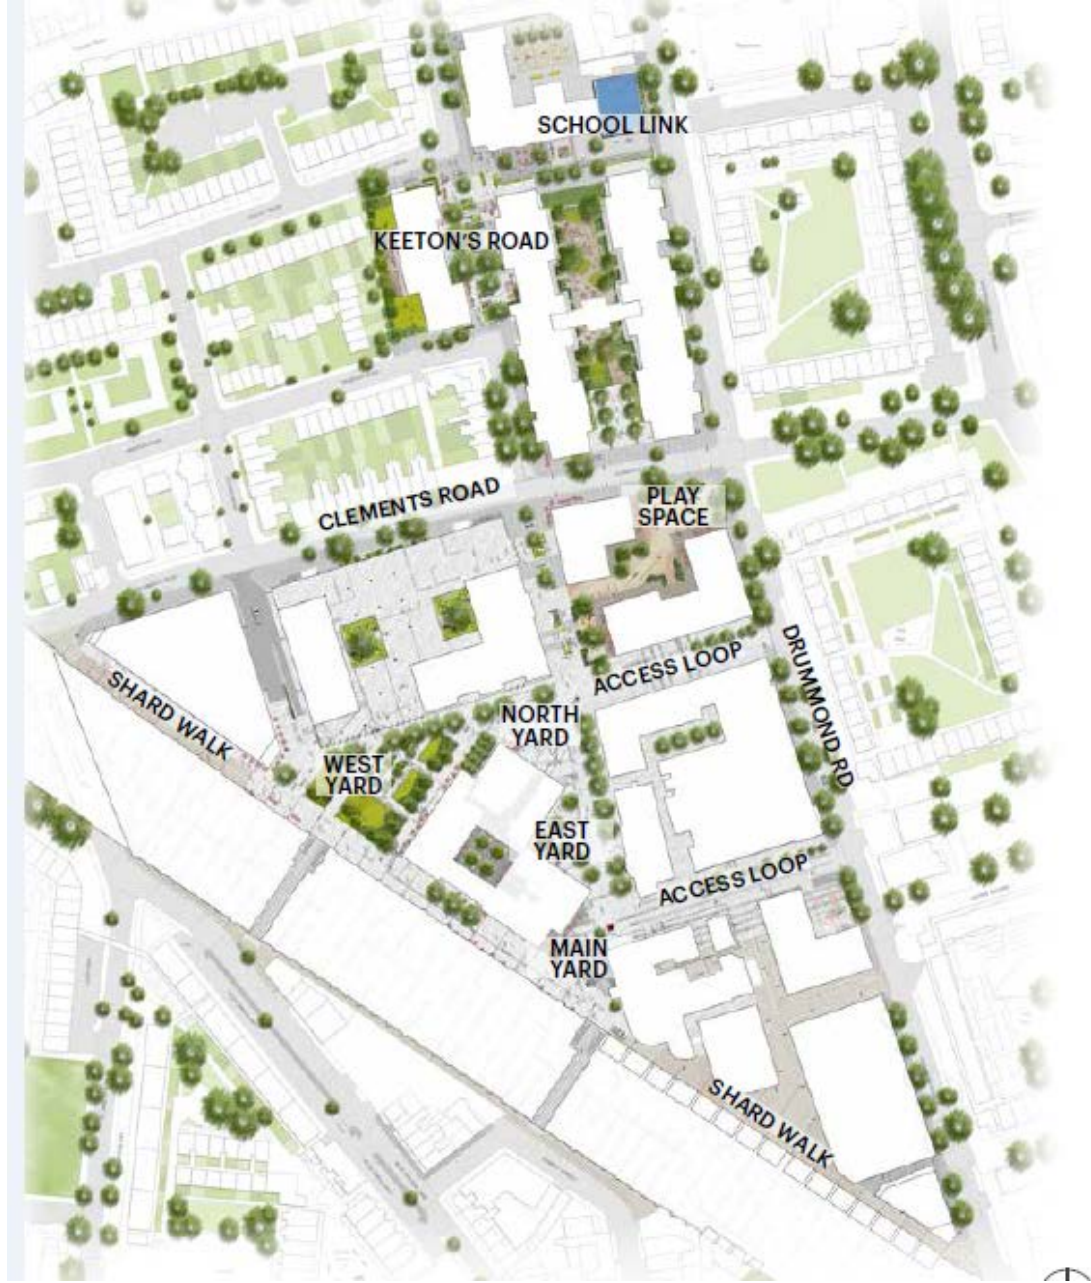 SCHOOL LINK
KEETON'S ROAD
CLEMENTS ROAD
PLAY
SPACE
ACCESS LOOP
DRUMMOND RD
SHARD WALK
NORTH
YARD
WEST
YARD
EAST
YARD
ACCESS LOOP
MAIN
YARD
SHARD WALK